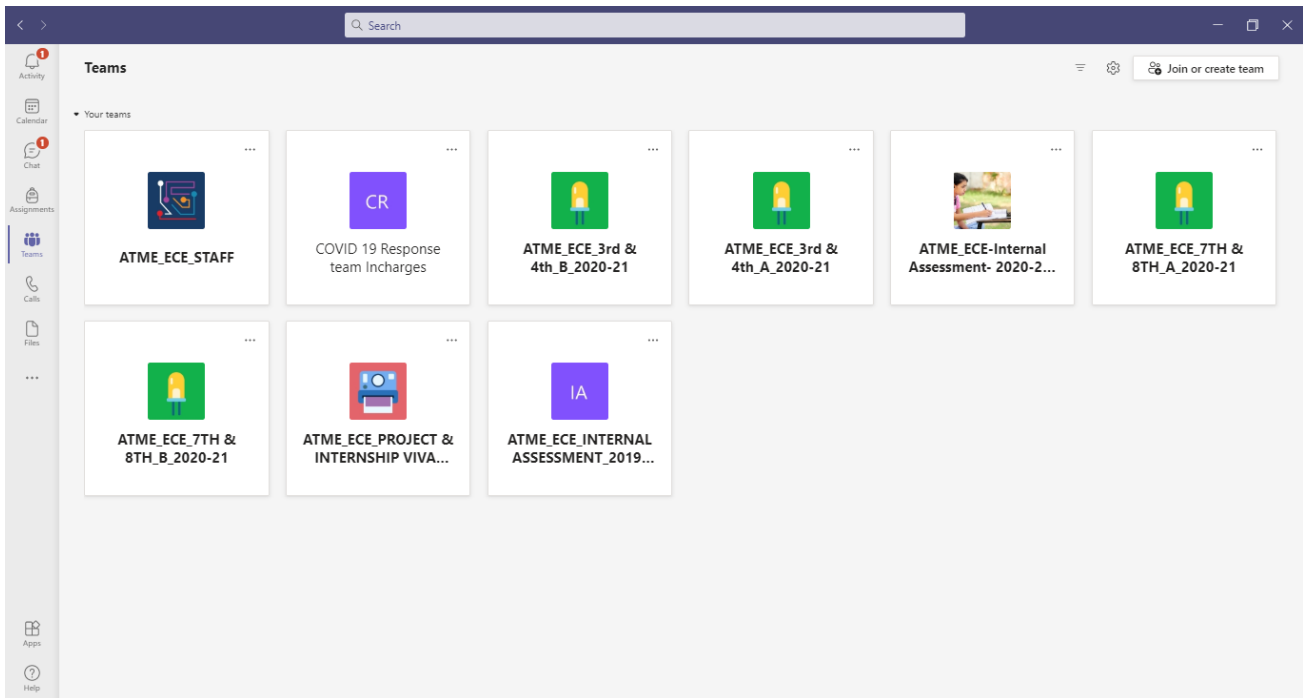 Search
1
Activity
Calendar
1
Chat
Assignments
Teams
Calls
Files
Apps
Help
Teams
Join or create team
Your teams
ATME_ECE_STAFF
CR
COVID 19 Response
team Incharges
ATME_ECE_3rd &
4th_B_2020-21
ATME_ECE_3rd &
4th_A_2020-21
ATME_ECE-Internal
Assessment- 2020-2...
ATME_ECE_7TH &
8TH_A_2020-21
ATME_ECE_7TH &
8TH_B_2020-21
ATME_ECE_PROJECT &
INTERNSHIP VIVA...
IA
ATME_ECE_INTERNAL
ASSESSMENT_2019...